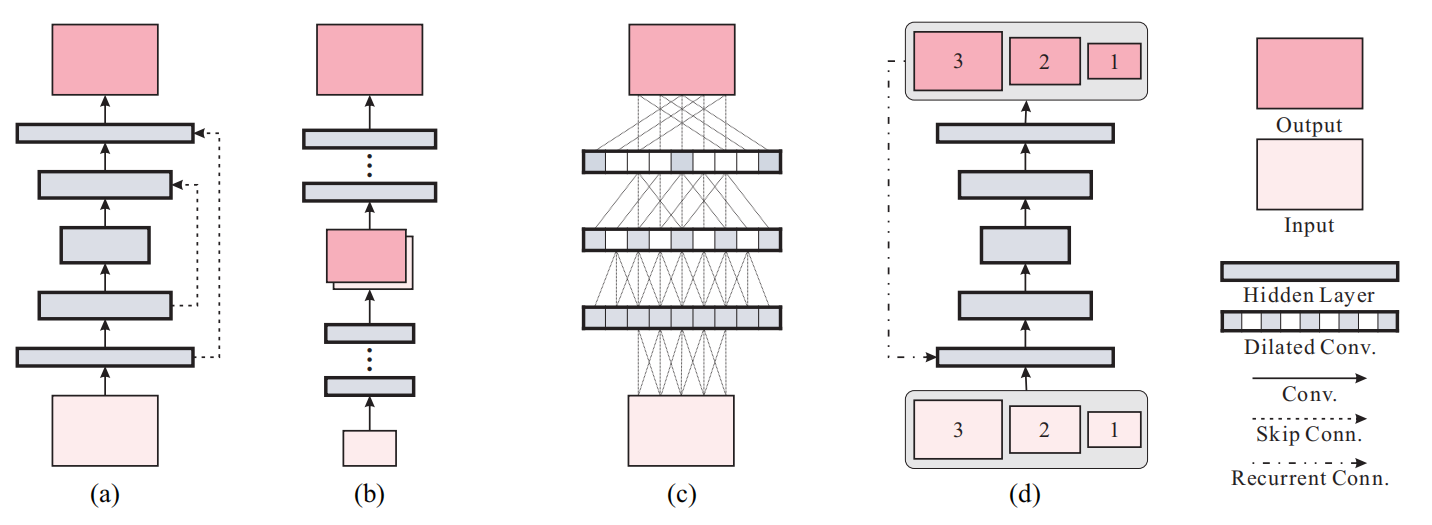 3 2 1
3 2 1
(a) (b) (c) (d)
Output
Input
Hidden Layer
Dilated Conv.
Conv.
Skip Conn.
Recurrent Conn.